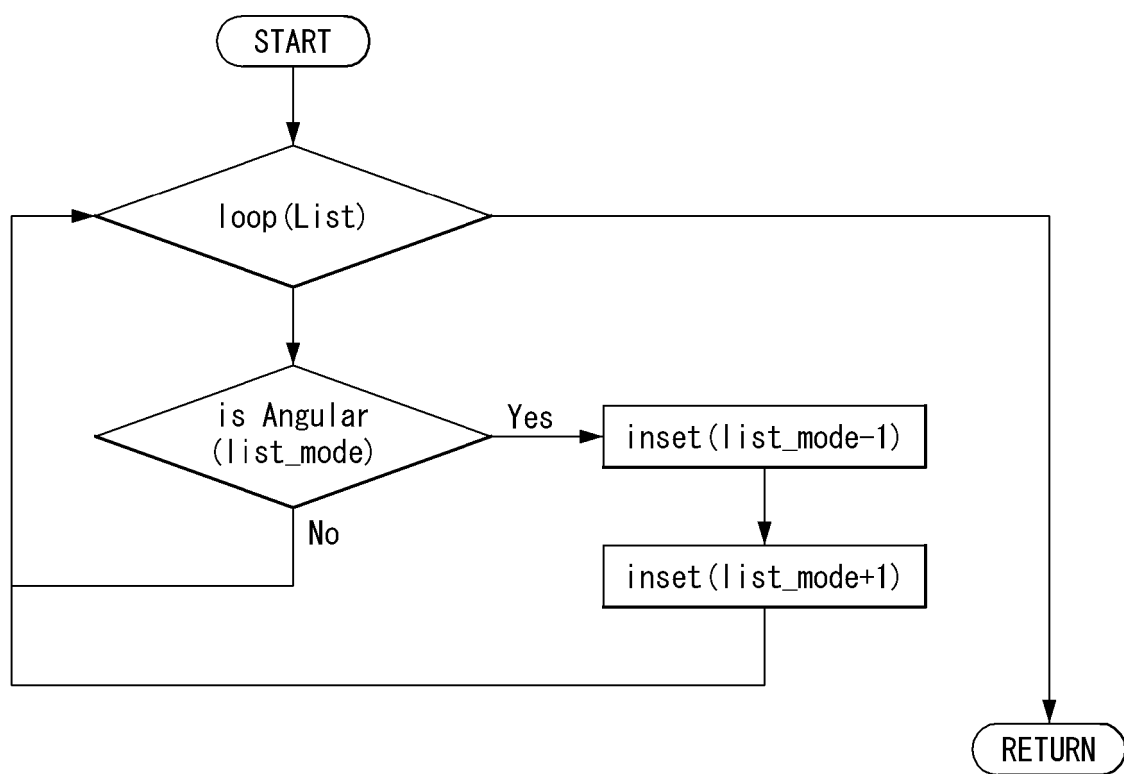 START
loop(List)
is Angular
(list_mode)
Yes
No
inset(list_mode-1)
inset(list_mode+1)
RETURN